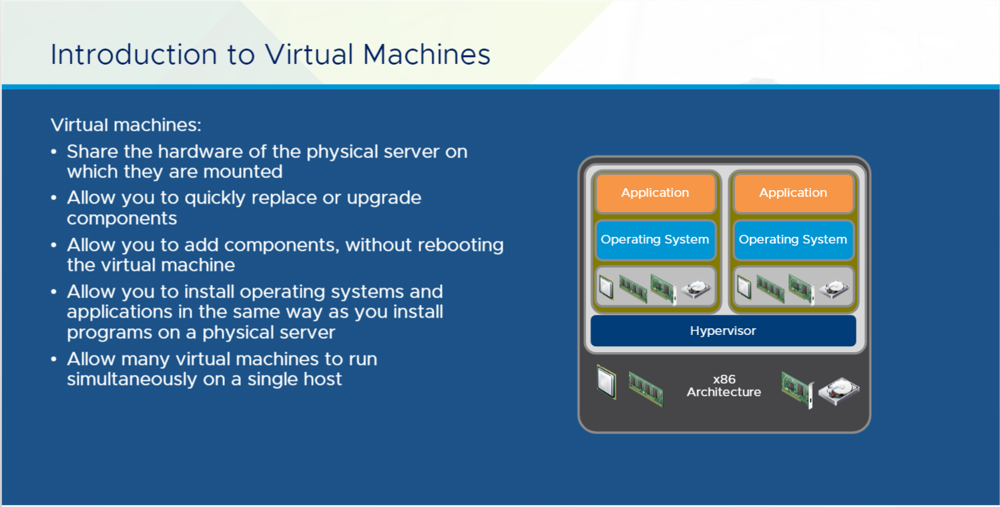 Introduction to Virtual Machines
Virtual machines:
• Share the hardware of the physical server on
which they are mounted
• Allow you to quickly replace or upgrade
components
• Allow you to add components, without rebooting
the virtual machine
• Allow you to install operating systems and
applications in the same way as you install
programs on a physical server
• Allow many virtual machines to run
simultaneously on a single host
Application
Application
Operating System
Operating System
Hypervisor
x86
Architecture